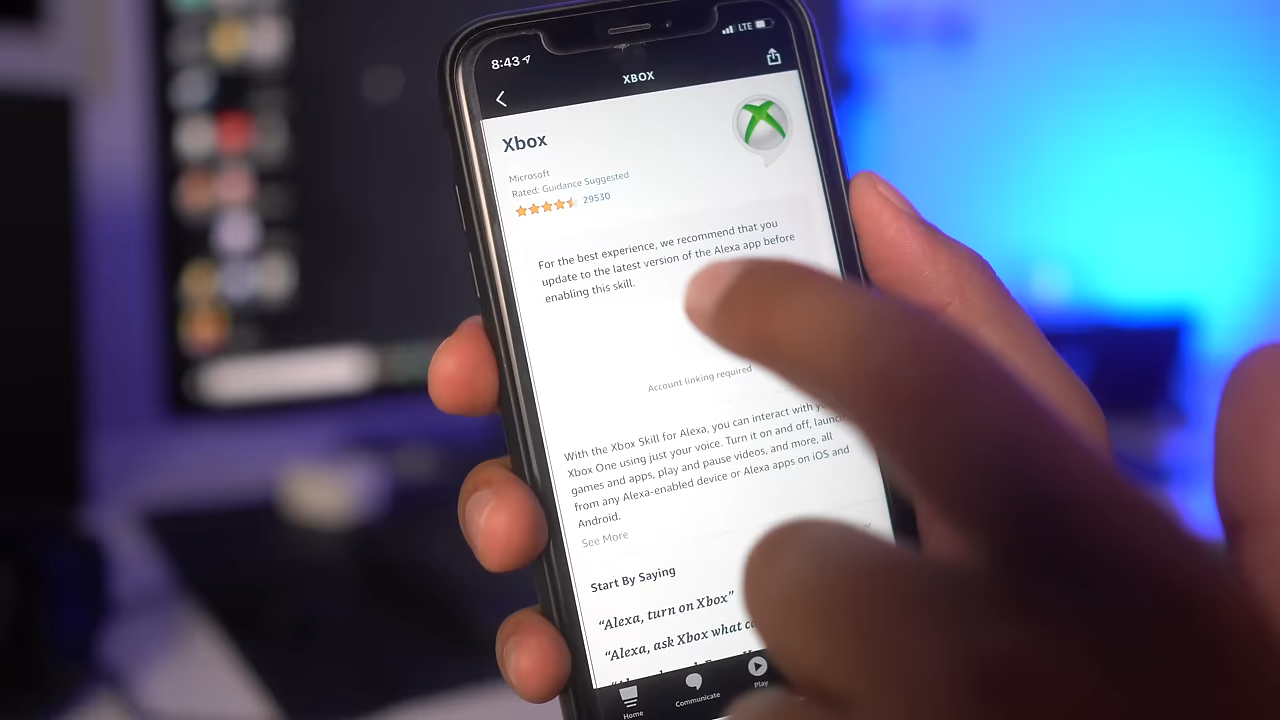 8:43
LTE
XBOX
Xbox
Microsoft
Rated: Guidance Suggested
29530
For the best experience, we recommend that you
update to the latest version of the Alexa app before
enabling this skill.
Account linking required
With the Xbox Skill for Alexa, you can interact with
Xbox One using just your voice. Turn it on and off, launch
games and apps, play and pause videos, and more, all
from any Alexa-enabled device or Alexa apps on iOS and
Android.
See More
Start By Saying
“Alexa, turn on Xbox”
“Alexa, ask Xbox what
Home
Communicate
Play